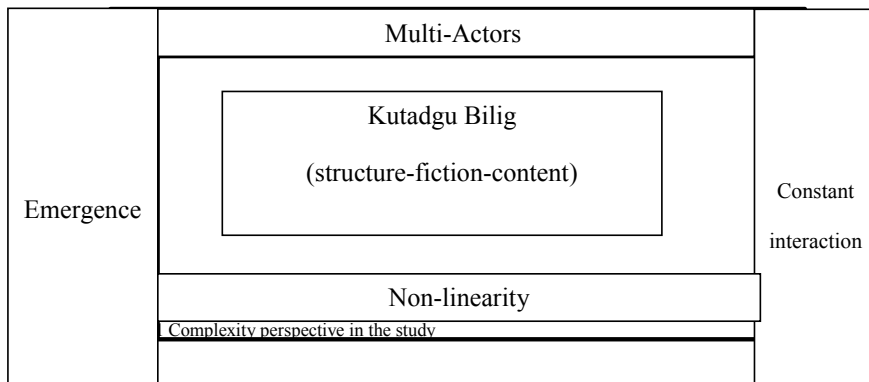 Multi-Actors
Kutadgu Bilig
(structure-fiction-content)
Emergence
Constant
interaction
Non-linearity
Complexity perspective in the study